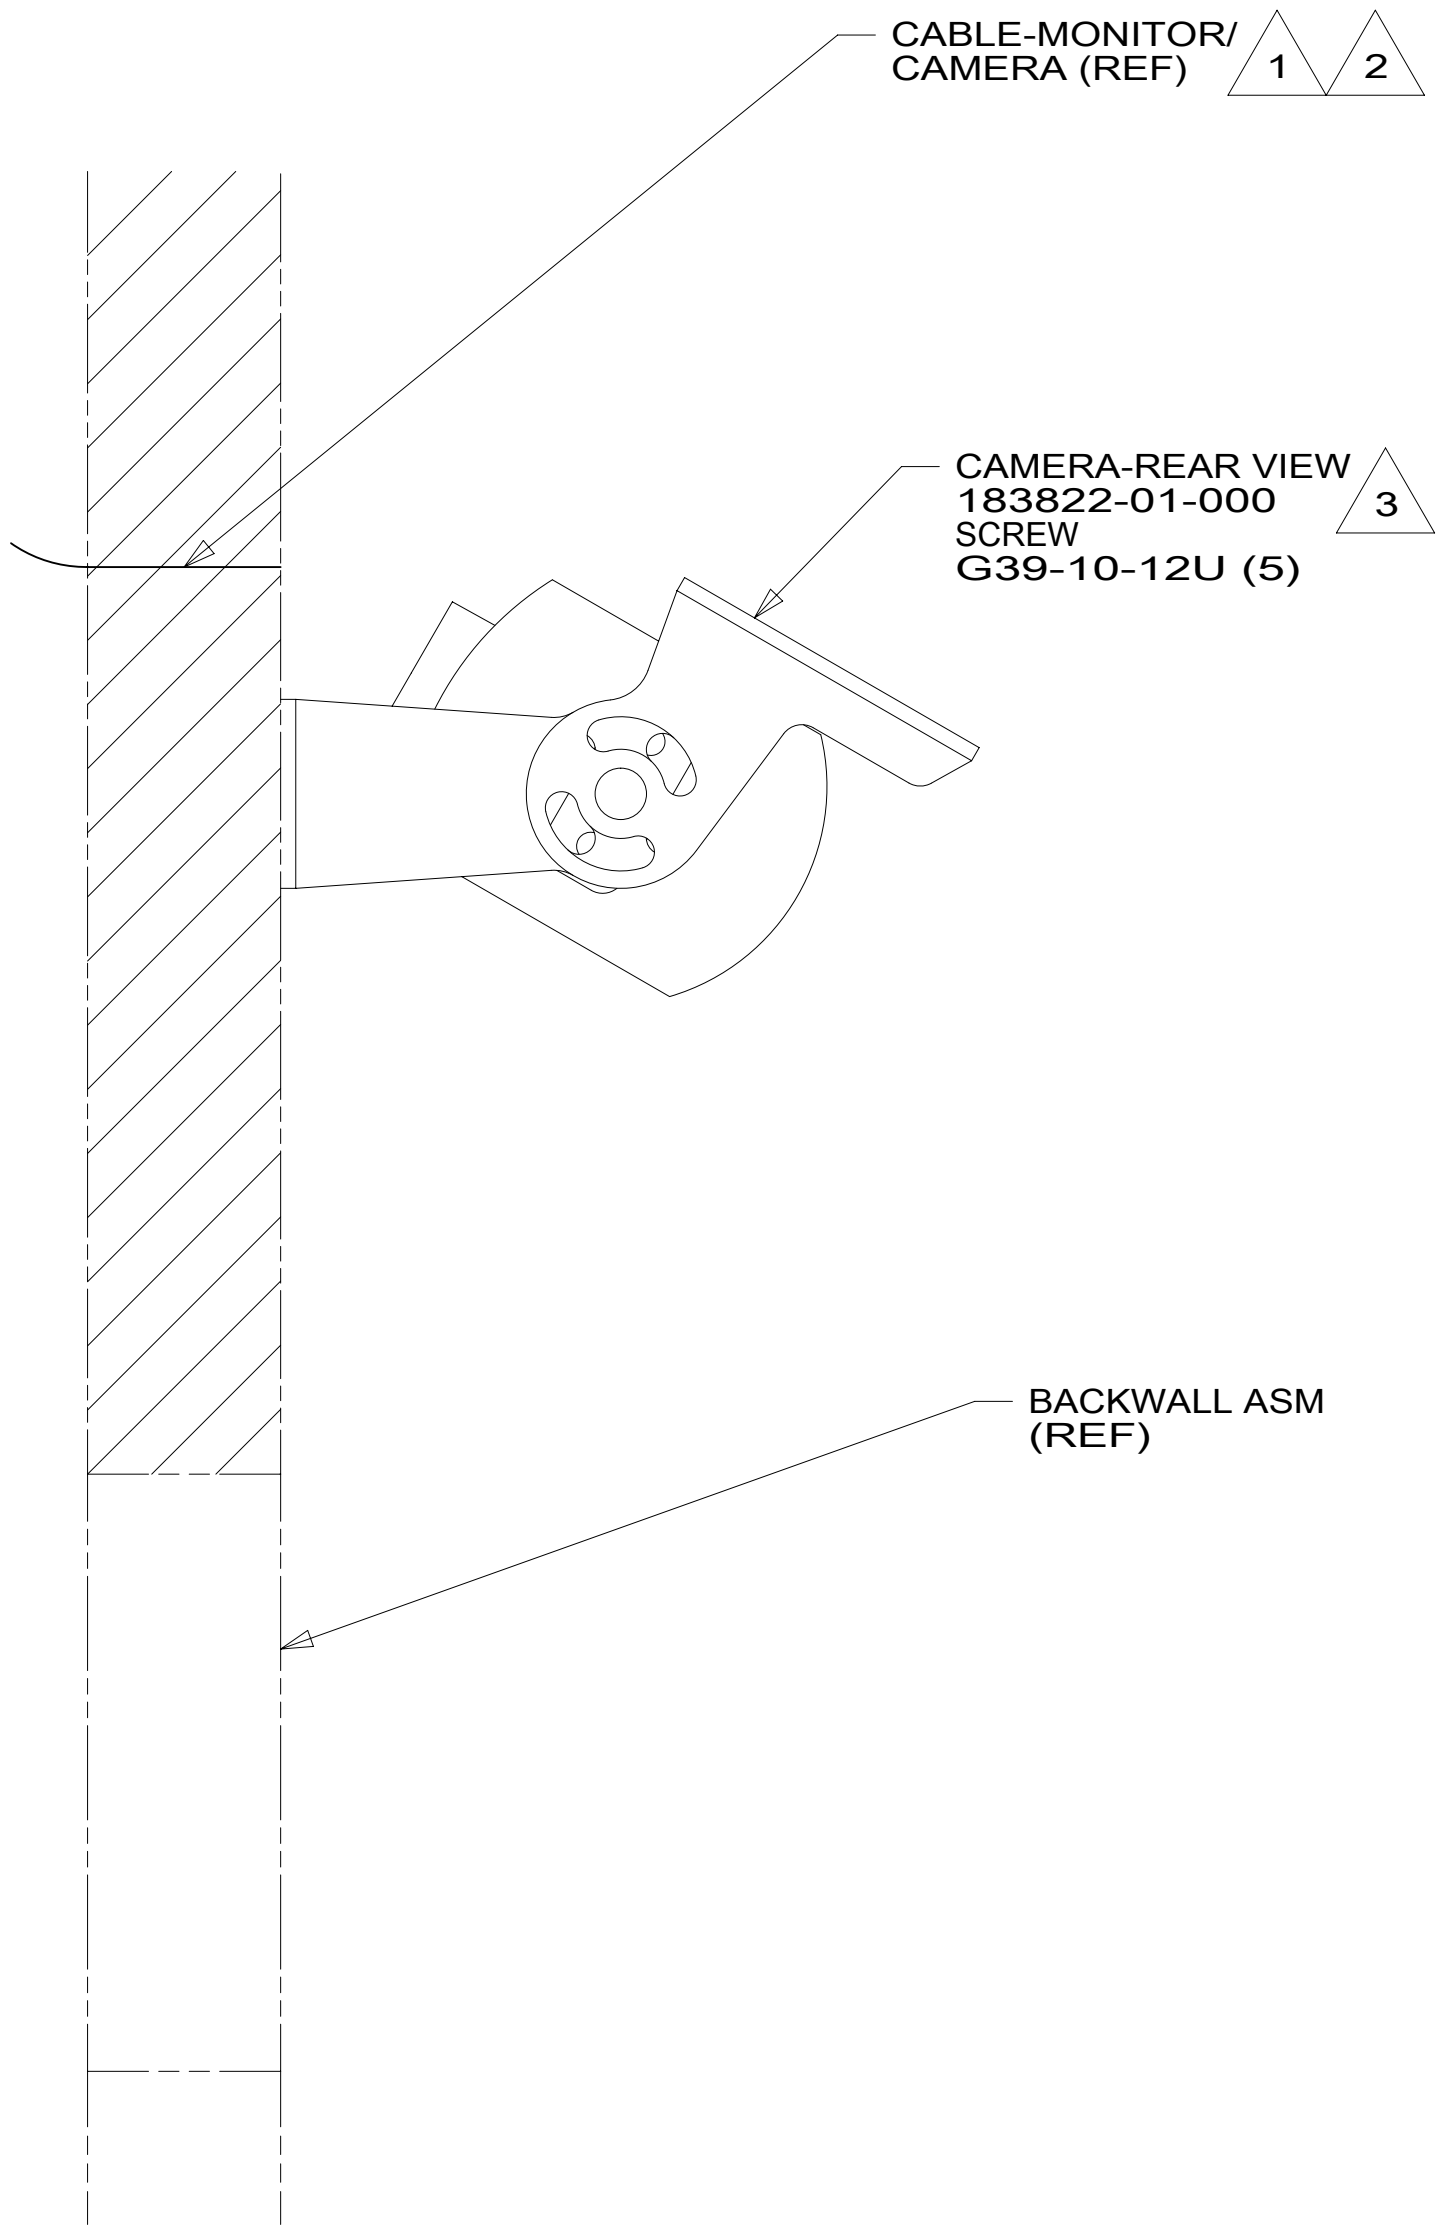 CABLE-MONITOR/
CAMERA (REF)
1 2
CAMERA-REAR VIEW
183822-01-000
3
SCREW
G39-10-12U (5)
BACKWALL ASM
(REF)